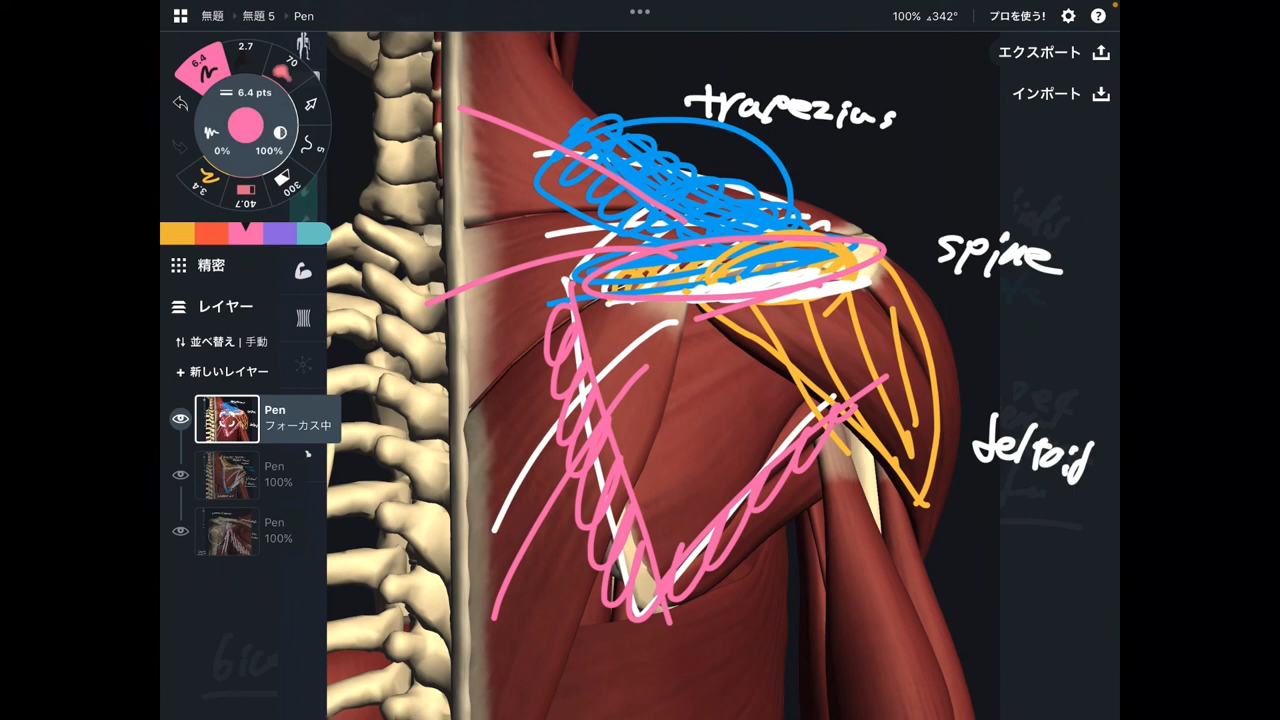 無題 無題 5 Pen
100% ⊿342° プロを使う! ?
エクスポート
インポート
2.7
6.4
70
6.4 pts
0% 100%
5
3.4
40.7
300
精密
レイヤー
並べ替え | 手動
+ 新しいレイヤー
Pen
フォーカス中
Pen
100%
Pen
100%
trapezius
spine
deltoid